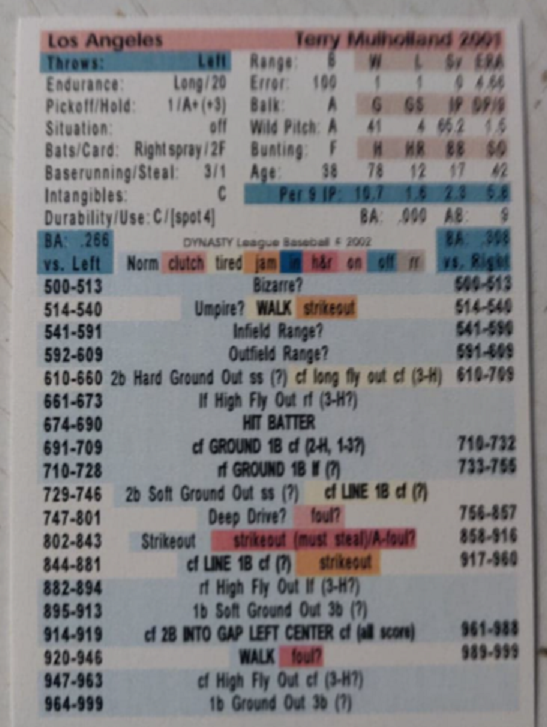 Los Angeles Terry Mulholland 2001
Throws: Left Range: B W L Sv ERA
Endurance: Long/20 Error: 100 1 1 0 4.66
Pickoff/Hold: 1/A+(+3) Balk: A G GS IP
Situation: off Wild Pitch: A 41 4 65.2
Bats/Card: Right spray/2F Bunting: F H HR BB SO
Baserunning/Steal: 3/1 Age: 38 78 12 17 42
Intangibles: C Per 9 IP: 10.7 1.6 2.3 5.8
Durability/Use: C/[spot 4] BA: .000 AB: 9
BA: .266 DYNASTY League Baseball © 2002 BA:
vs. Left Norm clutch tired jam in h&r on off rr vs. Right
500-513 Bizarre? 500-513
514-540 Umpire? WALK strikeout 514-540
541-591 Infield Range? 541-590
592-609 Outfield Range? 591-609
610-660 2b Hard Ground Out ss (?) cf long fly out cf (3-H) 610-709
661-673 lf High Fly Out rf (3-H?)
674-690 HIT BATTER
691-709 cf GROUND 1B cf (2-H, 1-3?) 710-732
710-728 rf GROUND 1B lf (?) 733-755
729-746 2b Soft Ground Out ss (?) cf LINE 1B cf (?)
747-801 Deep Drive? foul? 756-857
802-843 Strikeout strikeout (must steal)/A-foul? 858-916
844-881 cf LINE 1B cf (?) strikeout 917-960
882-894 rf High Fly Out lf (3-H?)
895-913 1b Soft Ground Out 3b (?)
914-919 cf 2B INTO GAP LEFT CENTER cf (all score) 961-988
920-946 WALK foul? 989-999
947-963 cf High Fly Out cf (3-H?)
964-999 1b Ground Out 3b (?)